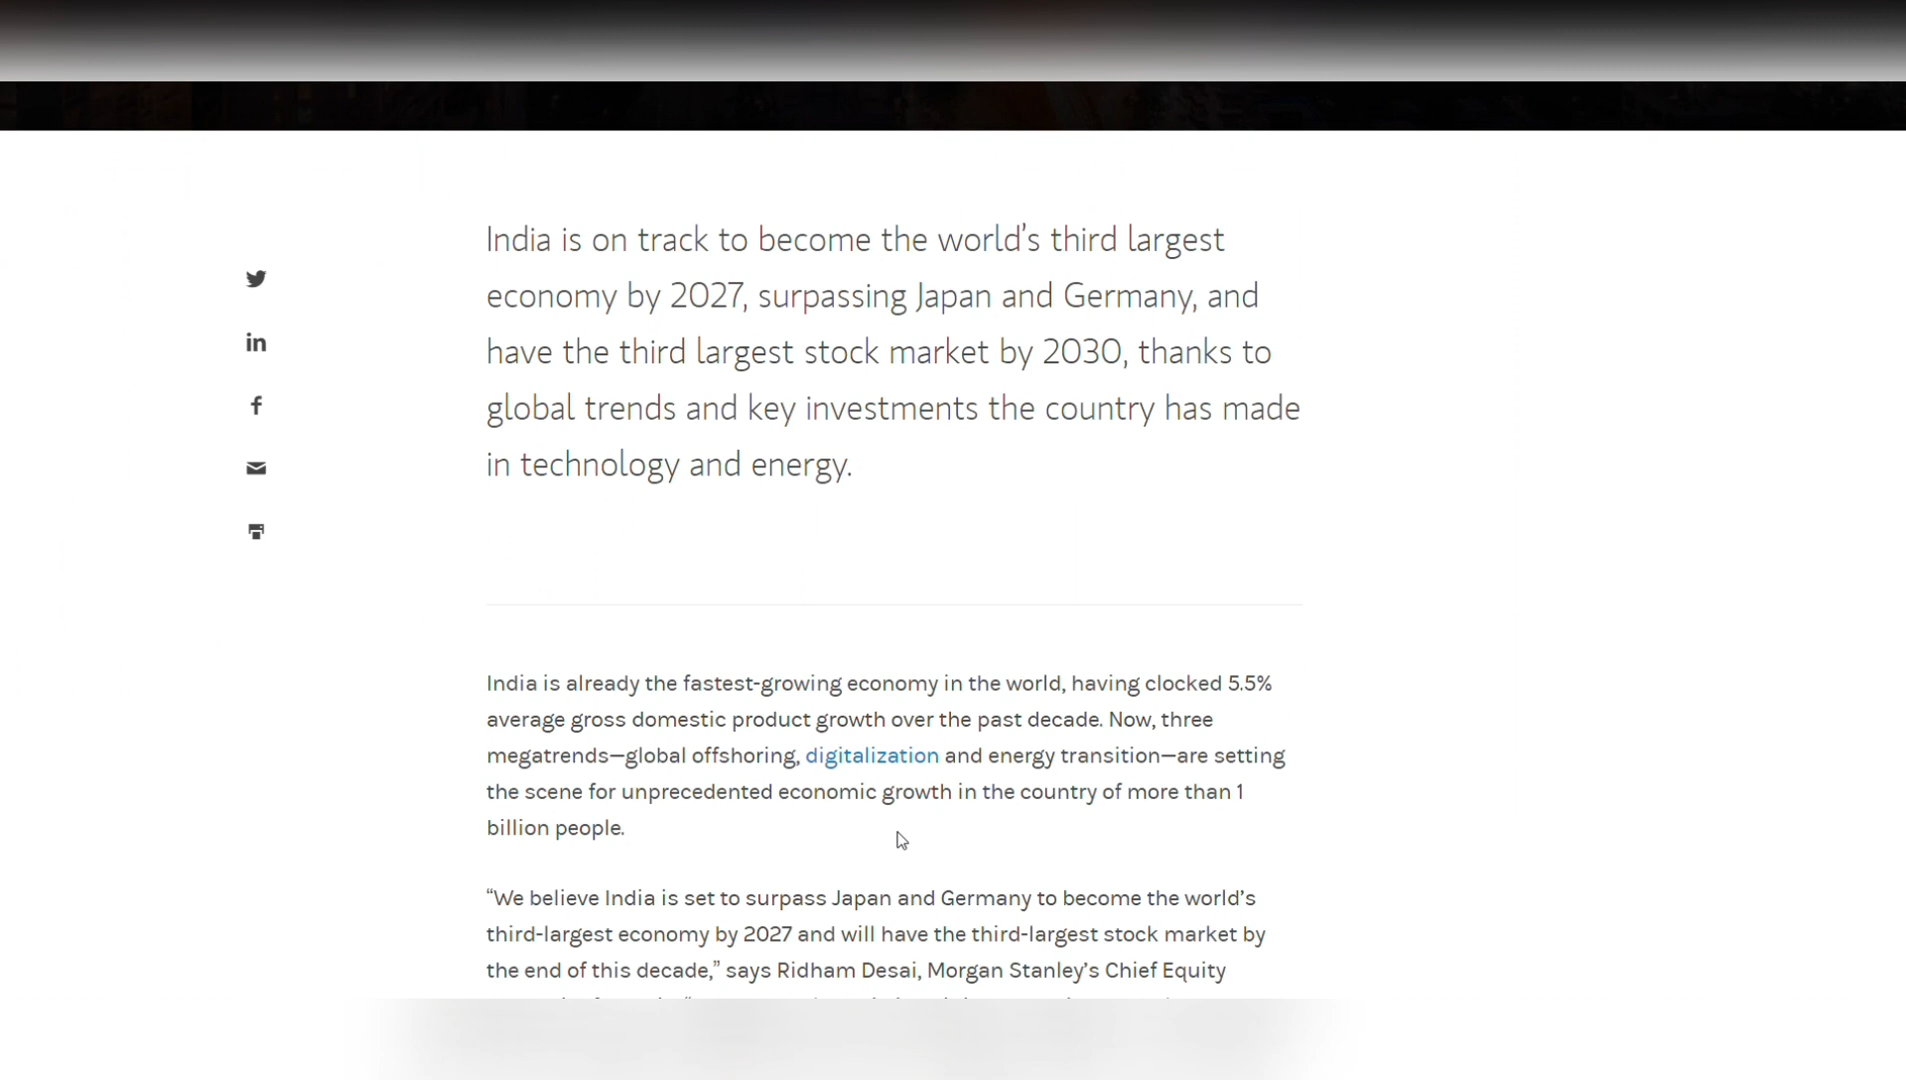 India is on track to become the world’s third largest
economy by 2027, surpassing Japan and Germany, and
have the third largest stock market by 2030, thanks to
global trends and key investments the country has made
in technology and energy.
India is already the fastest-growing economy in the world, having clocked 5.5%
average gross domestic product growth over the past decade. Now, three
megatrends—global offshoring, digitalization and energy transition—are setting
the scene for unprecedented economic growth in the country of more than 1
billion people.
“We believe India is set to surpass Japan and Germany to become the world’s
third-largest economy by 2027 and will have the third-largest stock market by
the end of this decade,” says Ridham Desai, Morgan Stanley’s Chief Equity